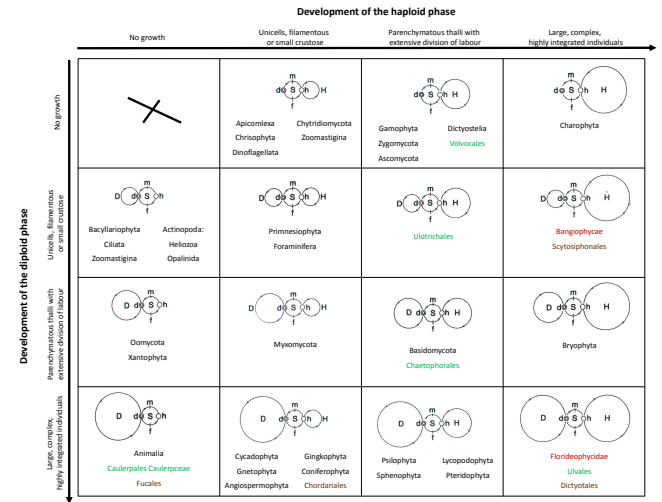 Development of the haploid phase
No growth
Unicells, filamentous
or small crustose
Parenchymatous thalli with
extensive division of labour
Large, complex,
highly integrated individuals
Development of the diploid phase
No growth
m
d S h H
f
Apicomlexa Chytridiomycota
Chrisophyta Zoomastigina
Dinoflagellata
m
d S h H
f
Gamophyta Dictyostelia
Zygomycota Volvocales
Ascomycota
m
d S h H
f
Charophyta
Unicells, filamentous
or small crustose
m
D d S h
f
Bacyllariophyta Actinopoda:
Ciliata Heliozoa
Zoomastigina Opalinida
m
D d S h H
f
Primnesiophyta
Foraminifera
m
D d S h H
f
Ulotrichales
m
D d S h H
f
Bangiophycae
Scytosiphonales
Parenchymatous thalli with
extensive division of labour
m
D d S h
f
Oomycota
Xantophyta
m
D d S h H
f
Myxomycota
m
D d S h H
f
Basidomycota
Chaetophorales
m
D d S h H
f
Bryophyta
Large, complex,
highly integrated individuals
m
D d S h
f
Animalia
Caulerpales Caulerpceae
Fucales
m
D d S h H
f
Cycadophyta Gingkophyta
Gnetophyta Coniferophyta
Angiospermophyta Chordariales
m
D d S h H
f
Psilophyta Lycopodophyta
Sphenophyta Pteridophyta
m
D d S h H
f
Florideophycidae
Ulvales
Dictyotales